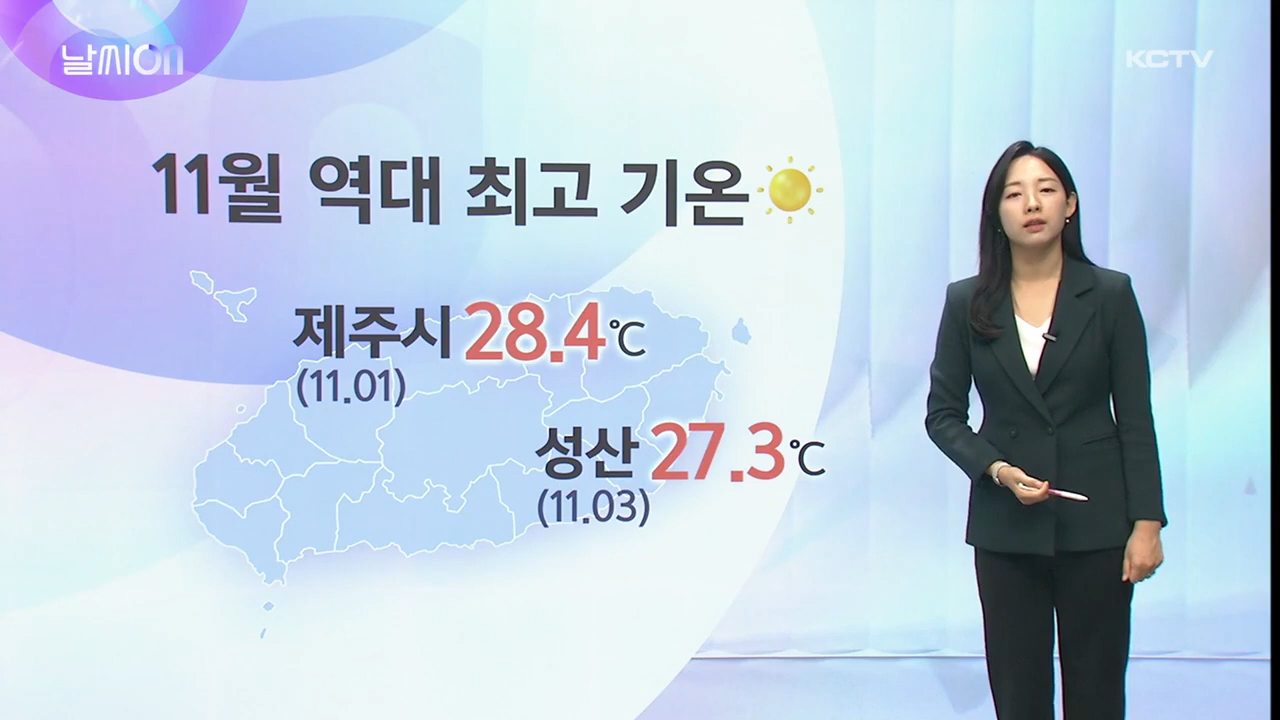 날씨on
KCTV
11월 역대 최고 기온
제주시 28.4℃
(11.01)
성산 27.3℃
(11.03)